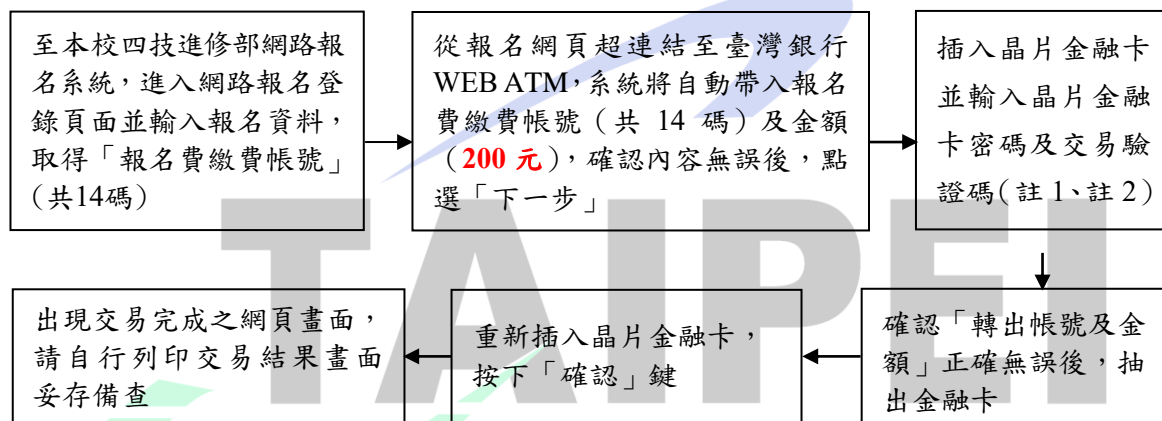 至本校四技進修部網路報
名系統，進入網路報名登
錄頁面並輸入報名資料，
取得「報名費繳費帳號」
（共14碼）
從報名網頁超連結至臺灣銀行
WEB ATM，系統將自動帶入報名
費繳費帳號（共 14 碼）及金額
（200 元），確認內容無誤後，點
選「下一步」
插入晶片金融卡
並輸入晶片金融
卡密碼及交易驗
證碼（註 1、註 2）
確認「轉出帳號及金
額」正確無誤後，抽
出金融卡
重新插入晶片金融卡，
按下「確認」鍵
出現交易完成之網頁畫面，
請自行列印交易結果畫面
妥存備查
TAIPEI